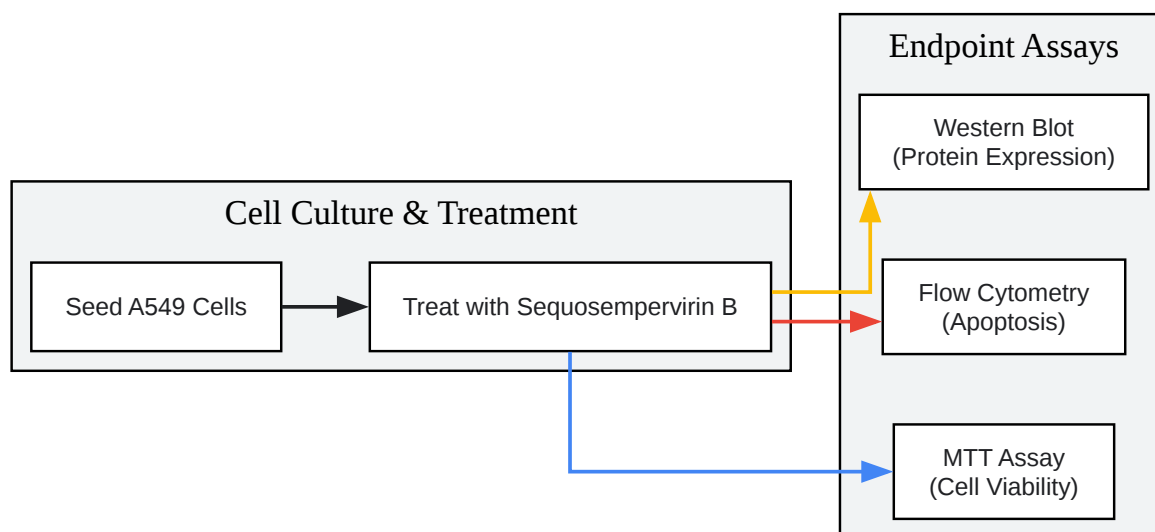 Cell Culture & Treatment
Seed A549 Cells
Treat with Sequosempervirin B
Endpoint Assays
Western Blot
(Protein Expression)
Flow Cytometry
(Apoptosis)
MTT Assay
(Cell Viability)